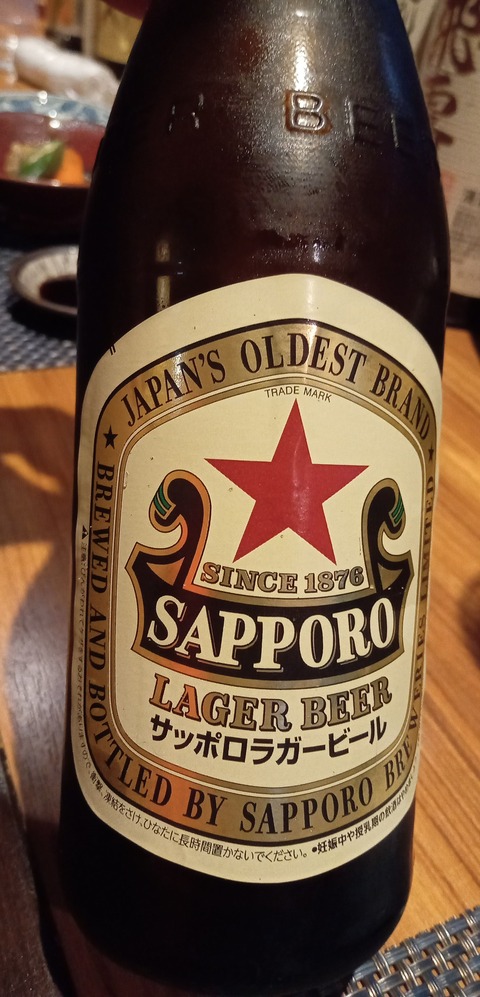 BEE
JAPAN'S OLDEST BRAND
TRADE MARK
SINCE 1876
SAPPORO
LAGER BEER
サッポロラガービール
BREWED AND BOTTLED BY SAPPORO BREWERIES LIMITED
凍結をさけ、ひなたに長時間置かないでください。●妊娠中や授乳期の飲酒は